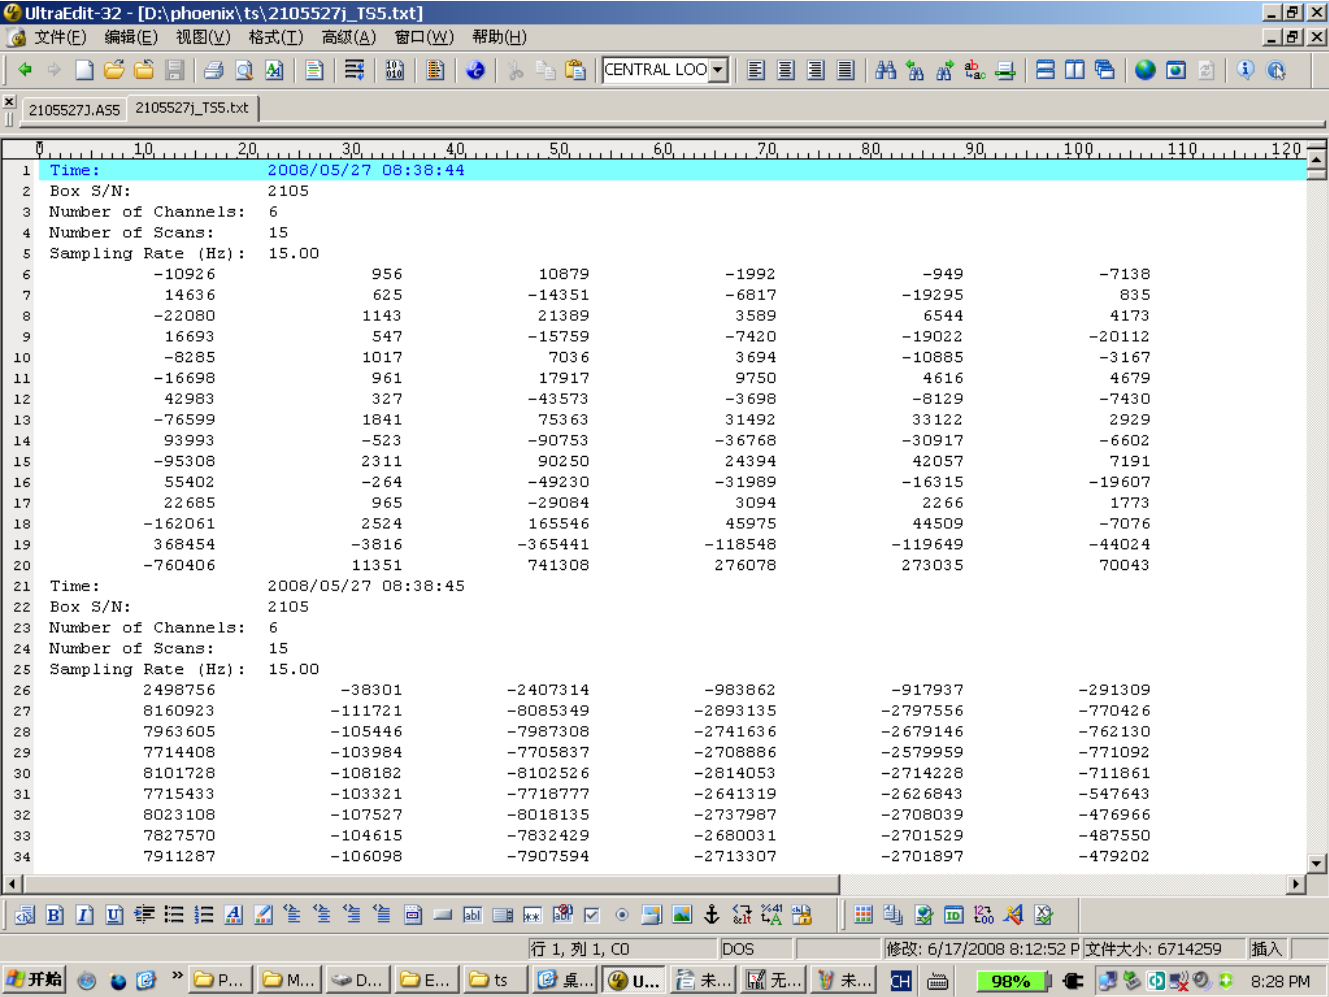 UltraEdit-32 - [D:\phoenix\ts\2105527j_TS5.txt]
文件(F) 编辑(E) 视图(V) 格式(T) 高级(A) 窗口(W) 帮助(H)
CENTRAL LOO
2105527J.AS5 2105527j_TS5.txt
0 10 20 30 40 50 60 70 80 90 100 110 120
1 Time: 2008/05/27 08:38:44
2 Box S/N: 2105
3 Number of Channels: 6
4 Number of Scans: 15
5 Sampling Rate (Hz): 15.00
6 -10926 956 10879 -1992 -949 -7138
7 14636 625 -14351 -6817 -19295 835
8 -22080 1143 21389 3589 6544 4173
9 16693 547 -15759 -7420 -19022 -20112
10 -8285 1017 7036 3694 -10885 -3167
11 -16698 961 17917 9750 4616 4679
12 42983 327 -43573 -3698 -8129 -7430
13 -76599 1841 75363 31492 33122 2929
14 93993 -523 -90753 -36768 -30917 -6602
15 -95308 2311 90250 24394 42057 7191
16 55402 -264 -49230 -31989 -16315 -19607
17 22685 965 -29084 3094 2266 1773
18 -162061 2524 165546 45975 44509 -7076
19 368454 -3816 -365441 -118548 -119649 -44024
20 -760406 11351 741308 276078 273035 70043
21 Time: 2008/05/27 08:38:45
22 Box S/N: 2105
23 Number of Channels: 6
24 Number of Scans: 15
25 Sampling Rate (Hz): 15.00
26 2498756 -38301 -2407314 -983862 -917937 -291309
27 8160923 -111721 -8085349 -2893135 -2797556 -770426
28 7963605 -105446 -7987308 -2741636 -2679146 -762130
29 7714408 -103984 -7705837 -2708886 -2579959 -771092
30 8101728 -108182 -8102526 -2814053 -2714228 -711861
31 7715433 -103321 -7718777 -2641319 -2626843 -547643
32 8023108 -107527 -8018135 -2737987 -2708039 -476966
33 7827570 -104615 -7832429 -2680031 -2701529 -487550
34 7911287 -106098 -7907594 -2713307 -2701897 -479202
行 1, 列 1, C0 DOS 修改: 6/17/2008 8:12:52 P 文件大小: 6714259 插入
开始 P... M... D... E... ts 桌... U... 未... 无... 未... CH 98% 8:28 PM